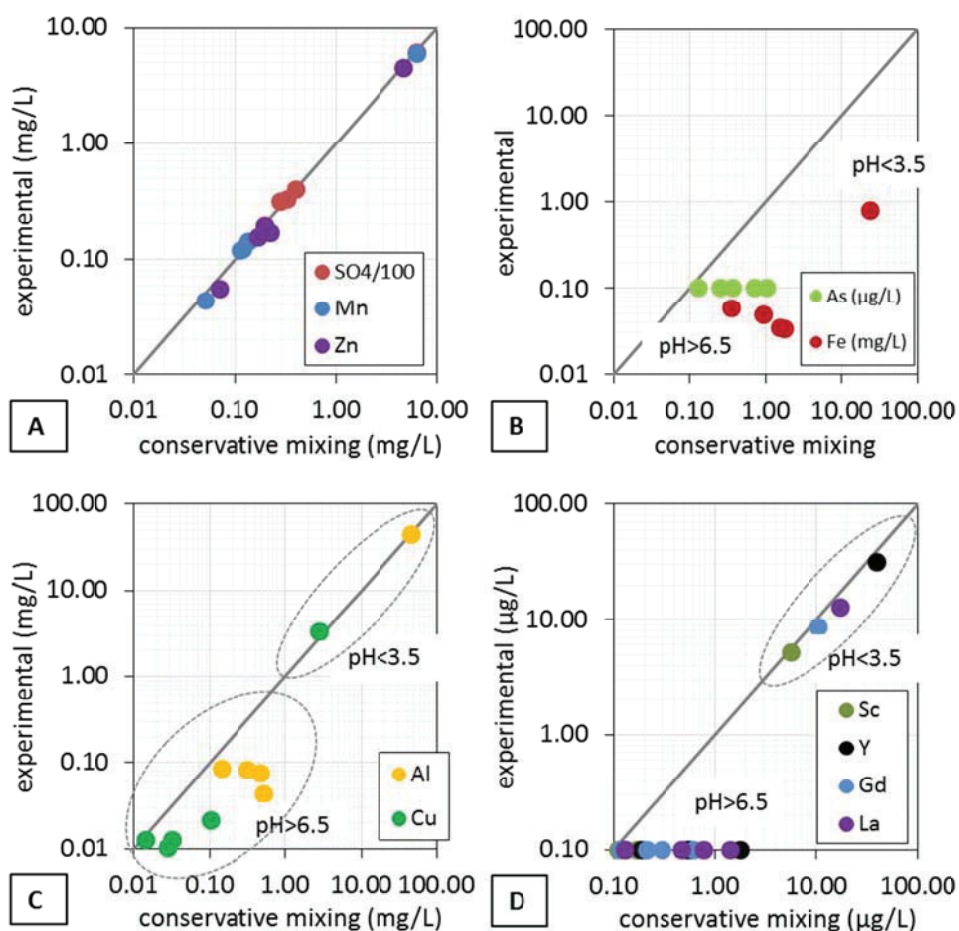 10.00
1.00
0.10
0.01
experimental (mg/L)
SO4/100
Mn
Zn
0.01 0.10 1.00 10.00
conservative mixing (mg/L)
A
100.00
10.00
1.00
0.10
0.01
experimental
pH<3.5
pH>6.5
As (µg/L)
Fe (mg/L)
0.01 0.10 1.00 10.00 100.00
conservative mixing
B
100.00
10.00
1.00
0.10
0.01
experimental (mg/L)
pH<3.5
pH>6.5
Al
Cu
0.01 0.10 1.00 10.00 100.00
conservative mixing (mg/L)
C
100.00
10.00
1.00
0.10
experimental (µg/L)
pH<3.5
pH>6.5
Sc
Y
Gd
La
0.10 1.00 10.00 100.00
conservative mixing (µg/L)
D